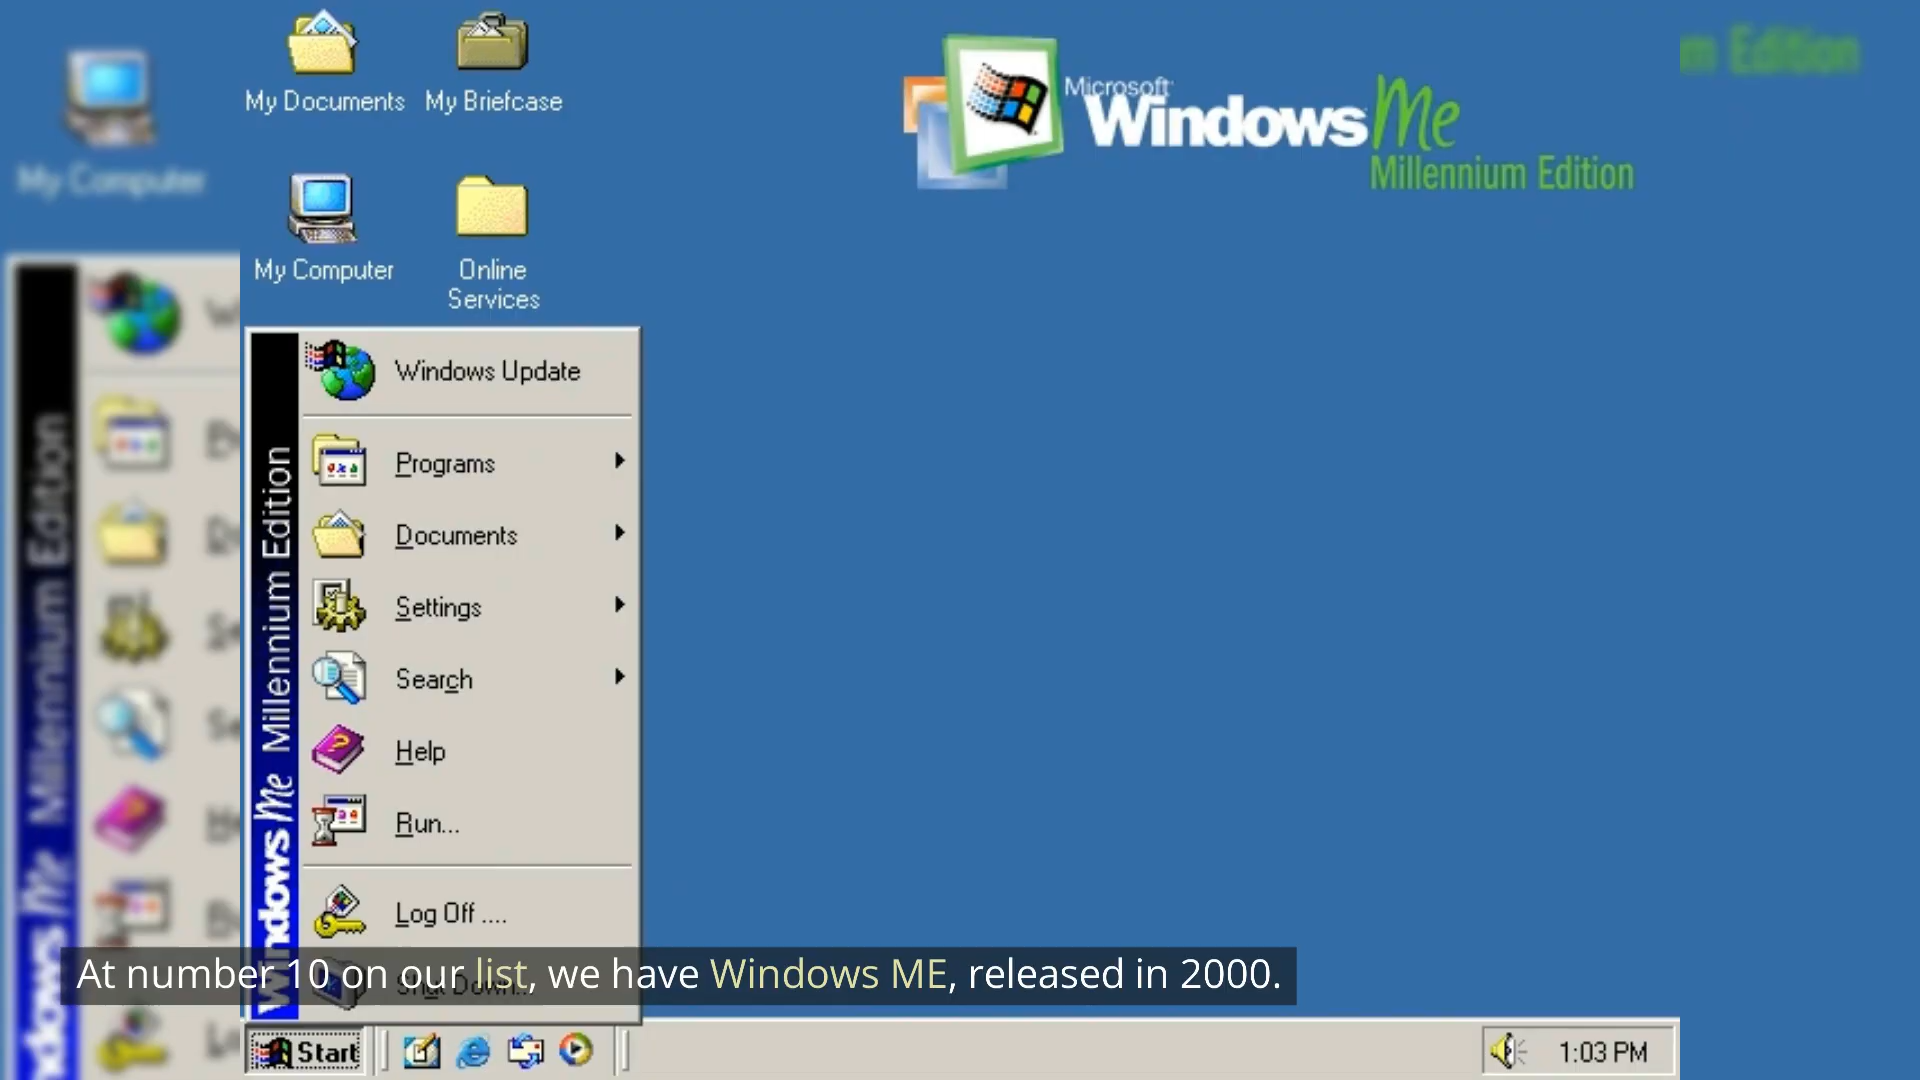 My Documents
My Briefcase
Microsoft
Windows Me
Millennium Edition
m Edition
My Computer
My Computer
Online
Services
Windows Update
Programs
Documents
Settings
Search
Help
Run...
Log Off ....
Shut Down...
Windows Me Millennium Edition
Millennium Edition
At number 10 on our list, we have Windows ME, released in 2000.
Start
1:03 PM